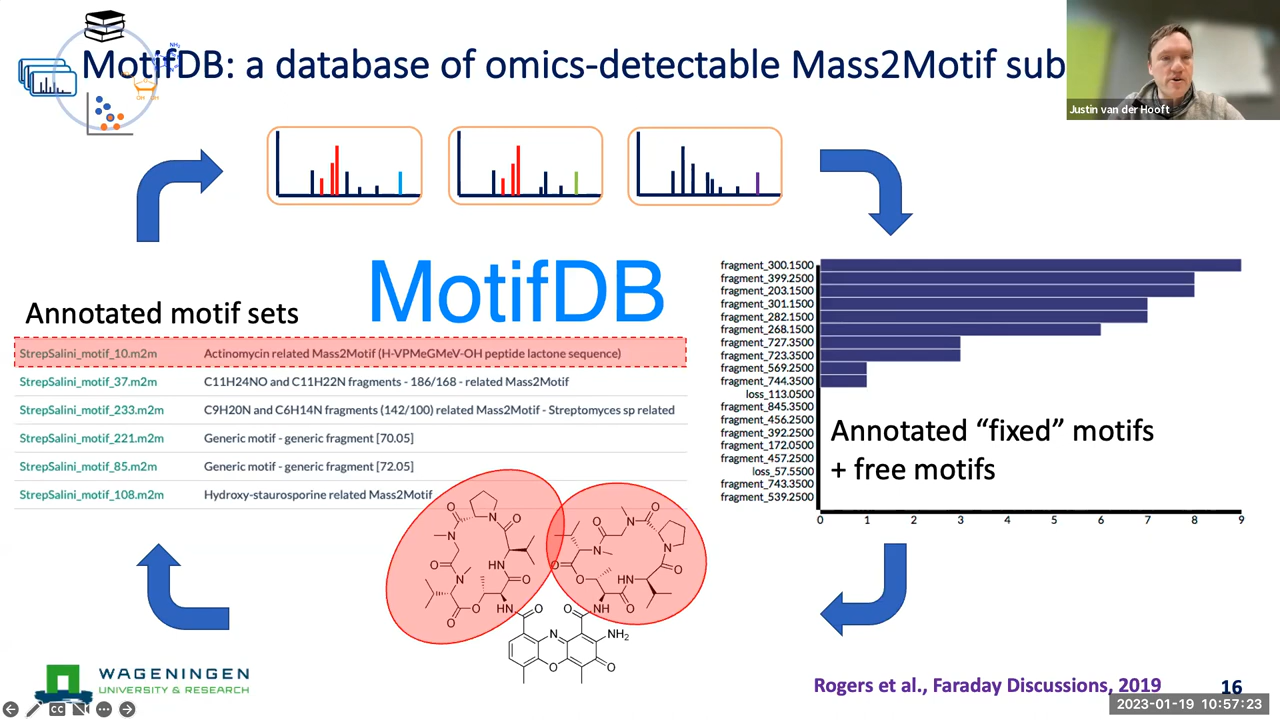 MotifDB: a database of omics-detectable Mass2Motif sub
Justin van der Hooft
MotifDB
Annotated motif sets
StrepSalini_motif_10.m2m Actinomycin related Mass2Motif (H-VPMeGMeV-OH peptide lactone sequence)
StrepSalini_motif_37.m2m C11H24NO and C11H22N fragments - 186/168 - related Mass2Motif
StrepSalini_motif_233.m2m C9H20N and C6H14N fragments (142/100) related Mass2Motif - Streptomyces sp related
StrepSalini_motif_221.m2m Generic motif - generic fragment [70.05]
StrepSalini_motif_85.m2m Generic motif - generic fragment [72.05]
StrepSalini_motif_108.m2m Hydroxy-staurosporine related Mass2Motif
fragment_300.1500
fragment_399.2500
fragment_203.1500
fragment_301.1500
fragment_282.1500
fragment_268.1500
fragment_727.3500
fragment_723.3500
fragment_569.2500
fragment_744.3500
loss_113.0500
fragment_845.3500
fragment_456.2500
fragment_392.2500
fragment_172.0500
fragment_457.2500
loss_57.5500
fragment_743.3500
fragment_539.2500
0 1 2 3 4 5 6 7 8 9
Annotated “fixed” motifs
+ free motifs
WAGENINGEN
UNIVERSITY & RESEARCH
Rogers et al., Faraday Discussions, 2019
16
2023-01-19 10:57:23